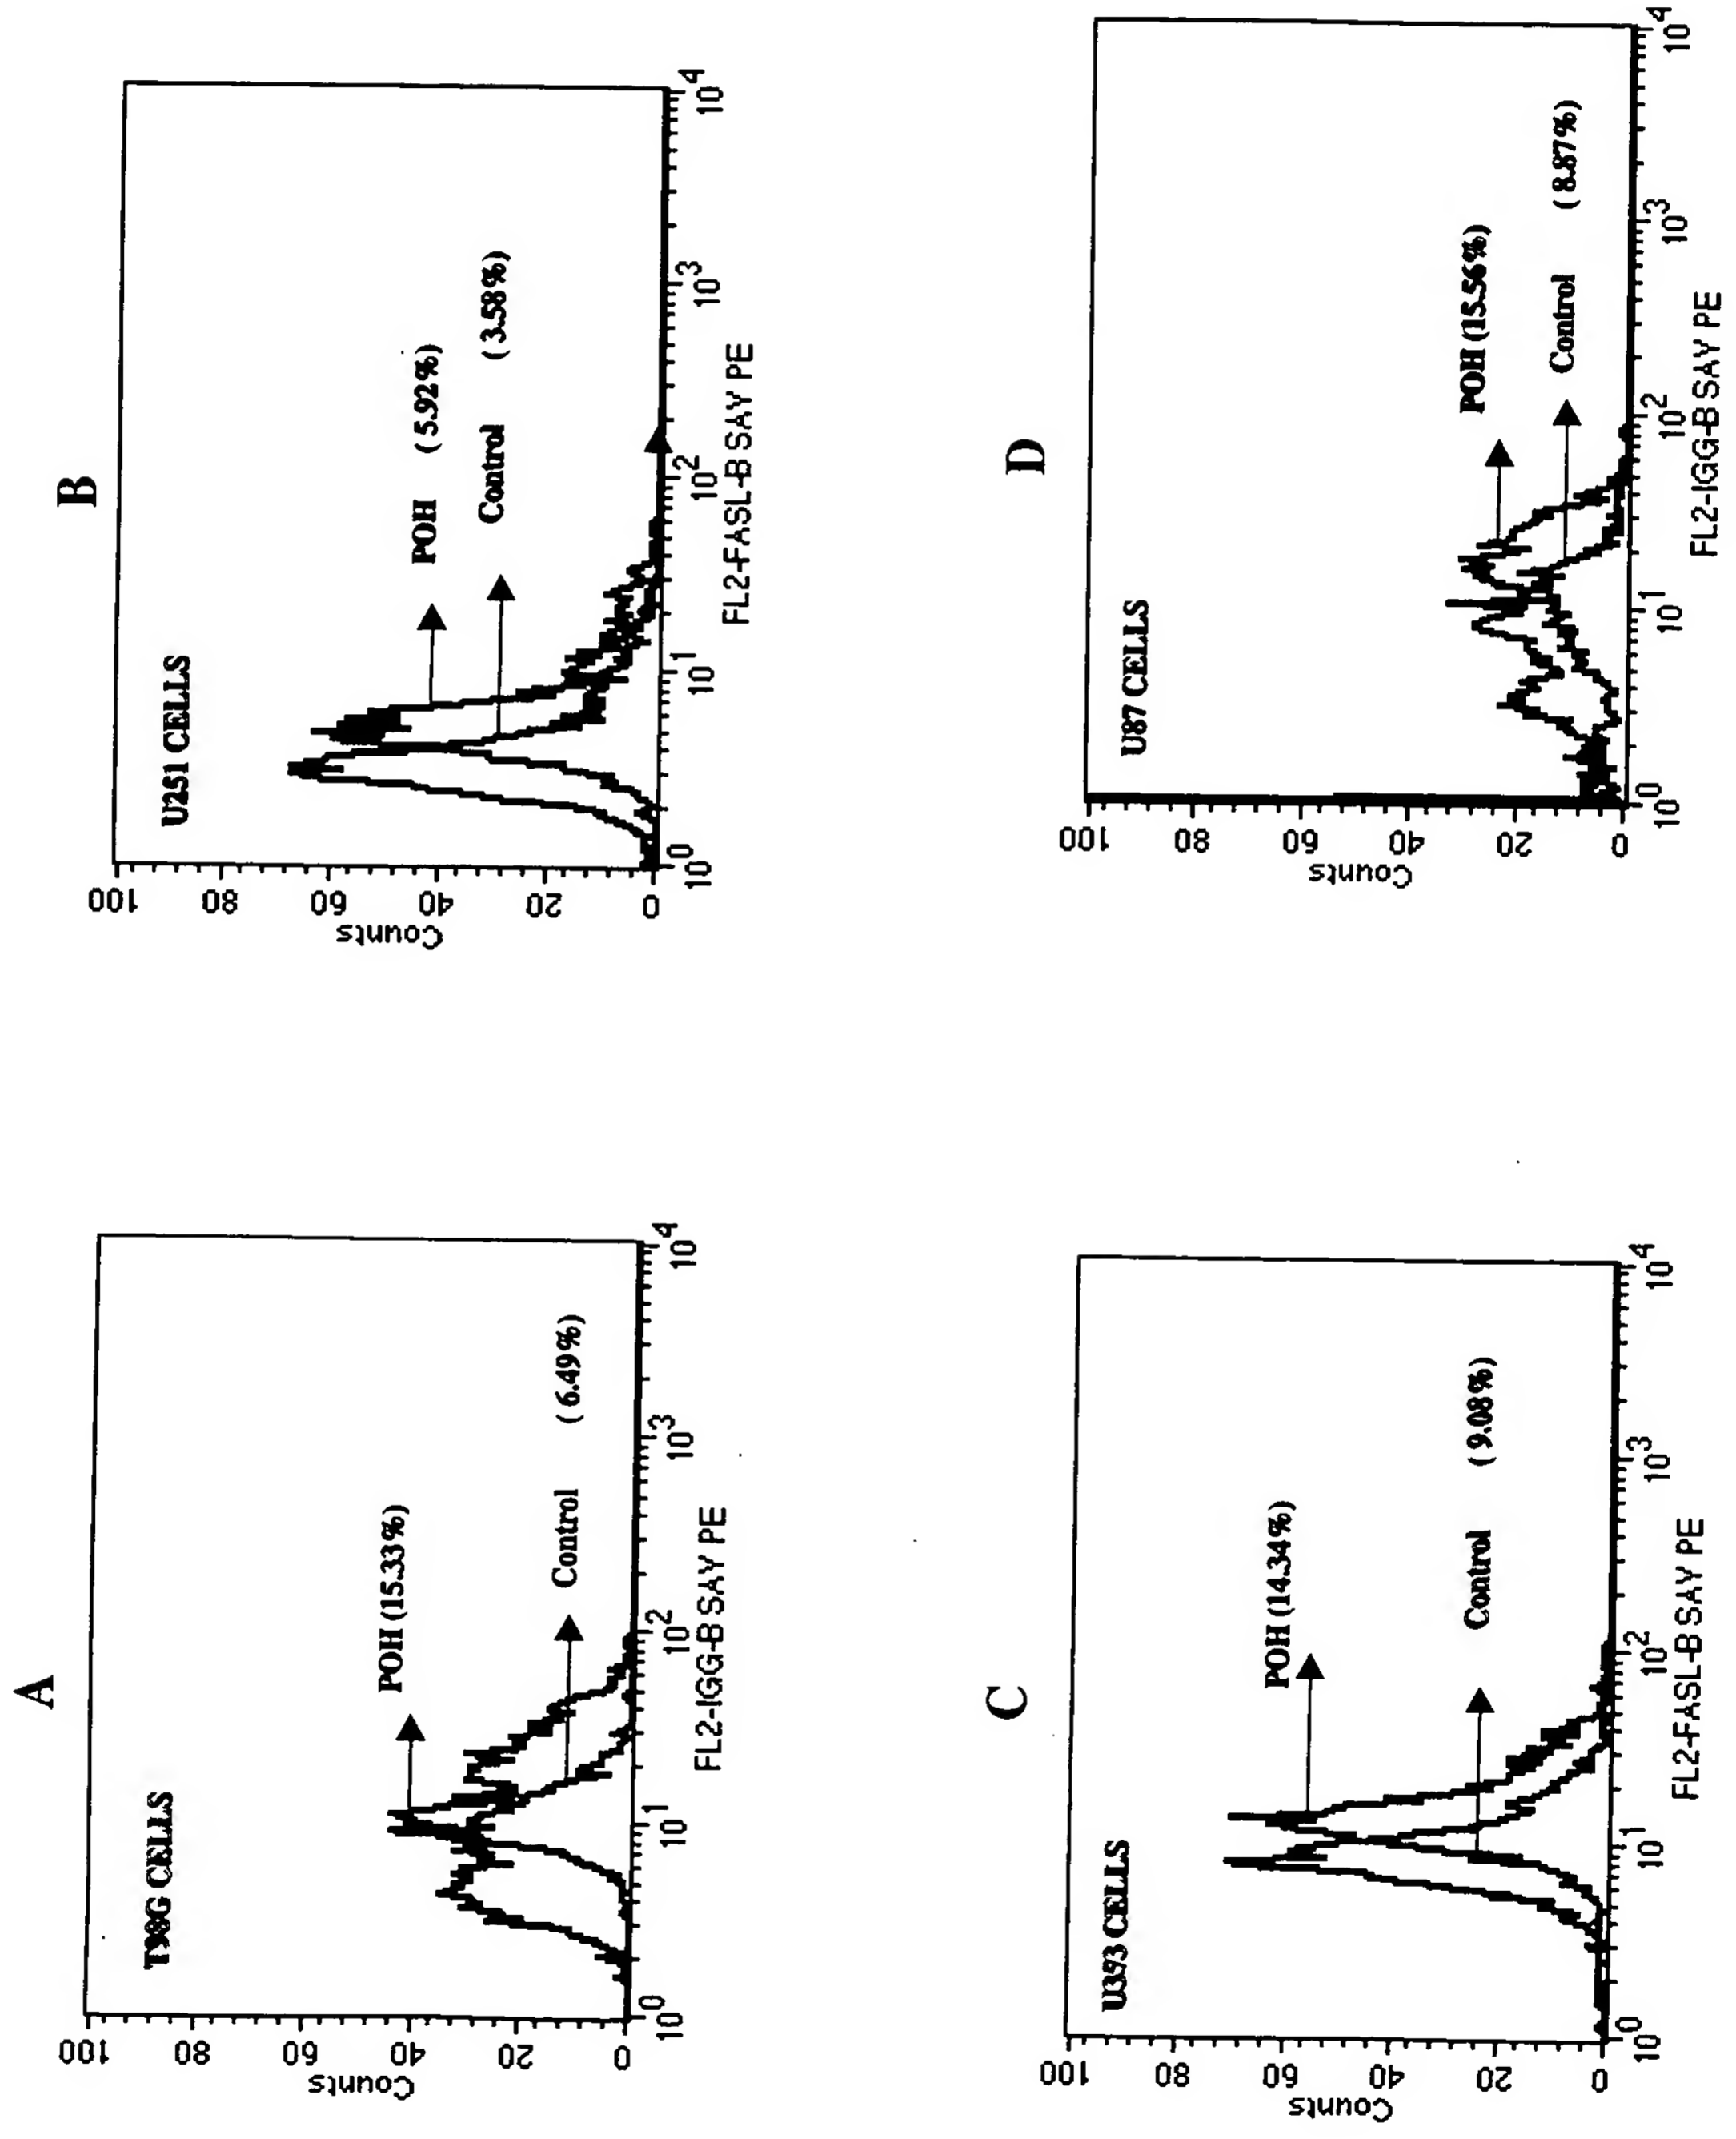 A
T98G CELLS
100
80
60
40
20
0
Counts
POH (15.33%)
Control (6.49%)
10⁰ 10¹ 10² 10³ 10⁴
FL2-IGG-B SAY PE
B
U251 CELLS
100
80
60
40
20
0
Counts
POH (5.92%)
Control (3.58%)
10⁰ 10¹ 10² 10³ 10⁴
FL2-FASL-B SAY PE
C
CELLS
100
80
60
40
20
0
Counts
POH (14.34%)
Control (9.08%)
10⁰ 10¹ 10² 10³ 10⁴
FL2-FASL-B SAY PE
D
U87 CELLS
100
80
60
40
20
0
Counts
POH (15.56%)
Control (8.87%)
10⁰ 10¹ 10² 10³ 10⁴
FL2-IGG-B SAY PE